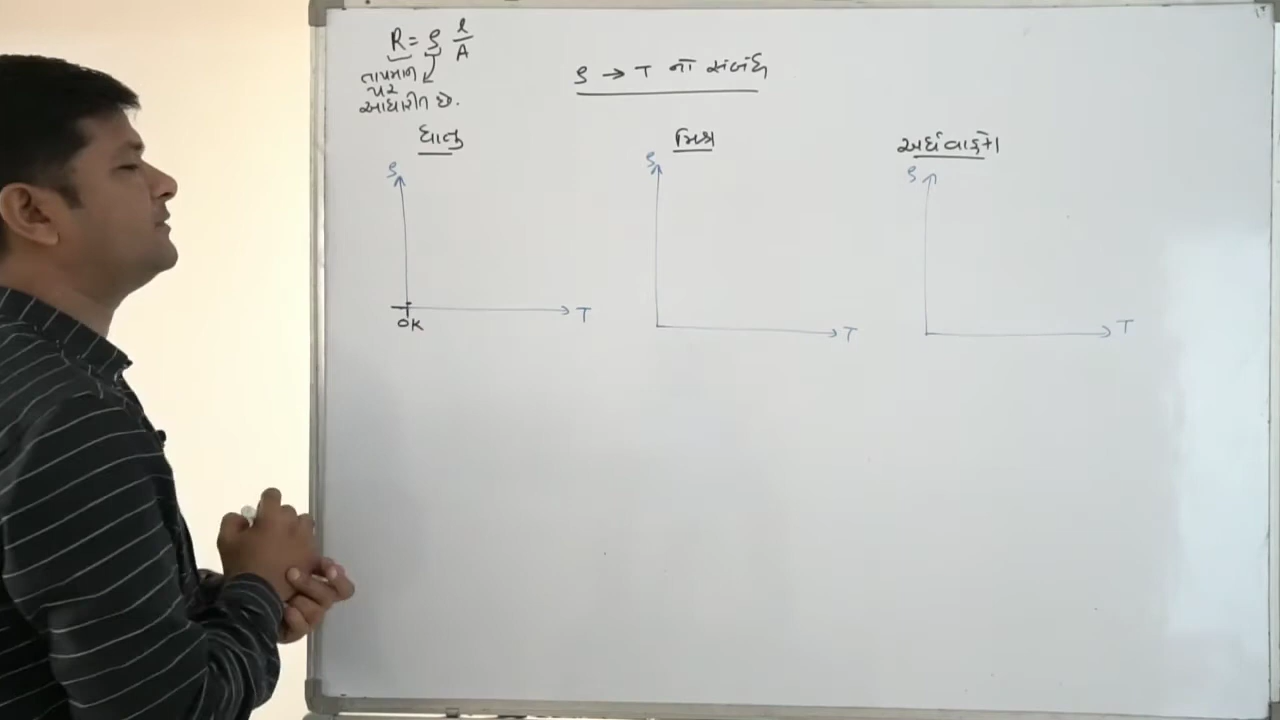 R = ρ l/A
તાપમાન
પર
આધારીત છે.
ρ → T નો સંબંધ
ધાતુ
મિશ્ર
અર્ધવાહકો
ρ
ρ
ρ
0K
T
T
T